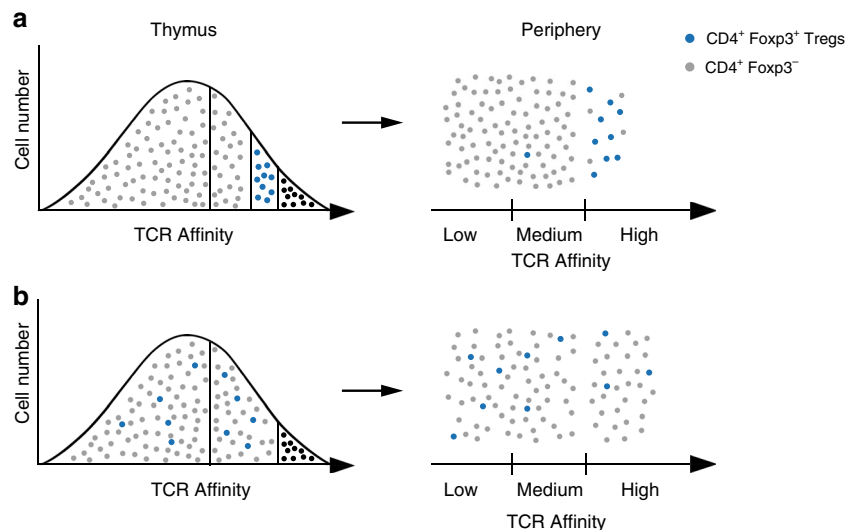 a
Thymus
Periphery
CD4⁺ Foxp3⁺ Tregs
CD4⁺ Foxp3⁻
Cell number
TCR Affinity
Low Medium High
TCR Affinity
b
Cell number
TCR Affinity
Low Medium High
TCR Affinity